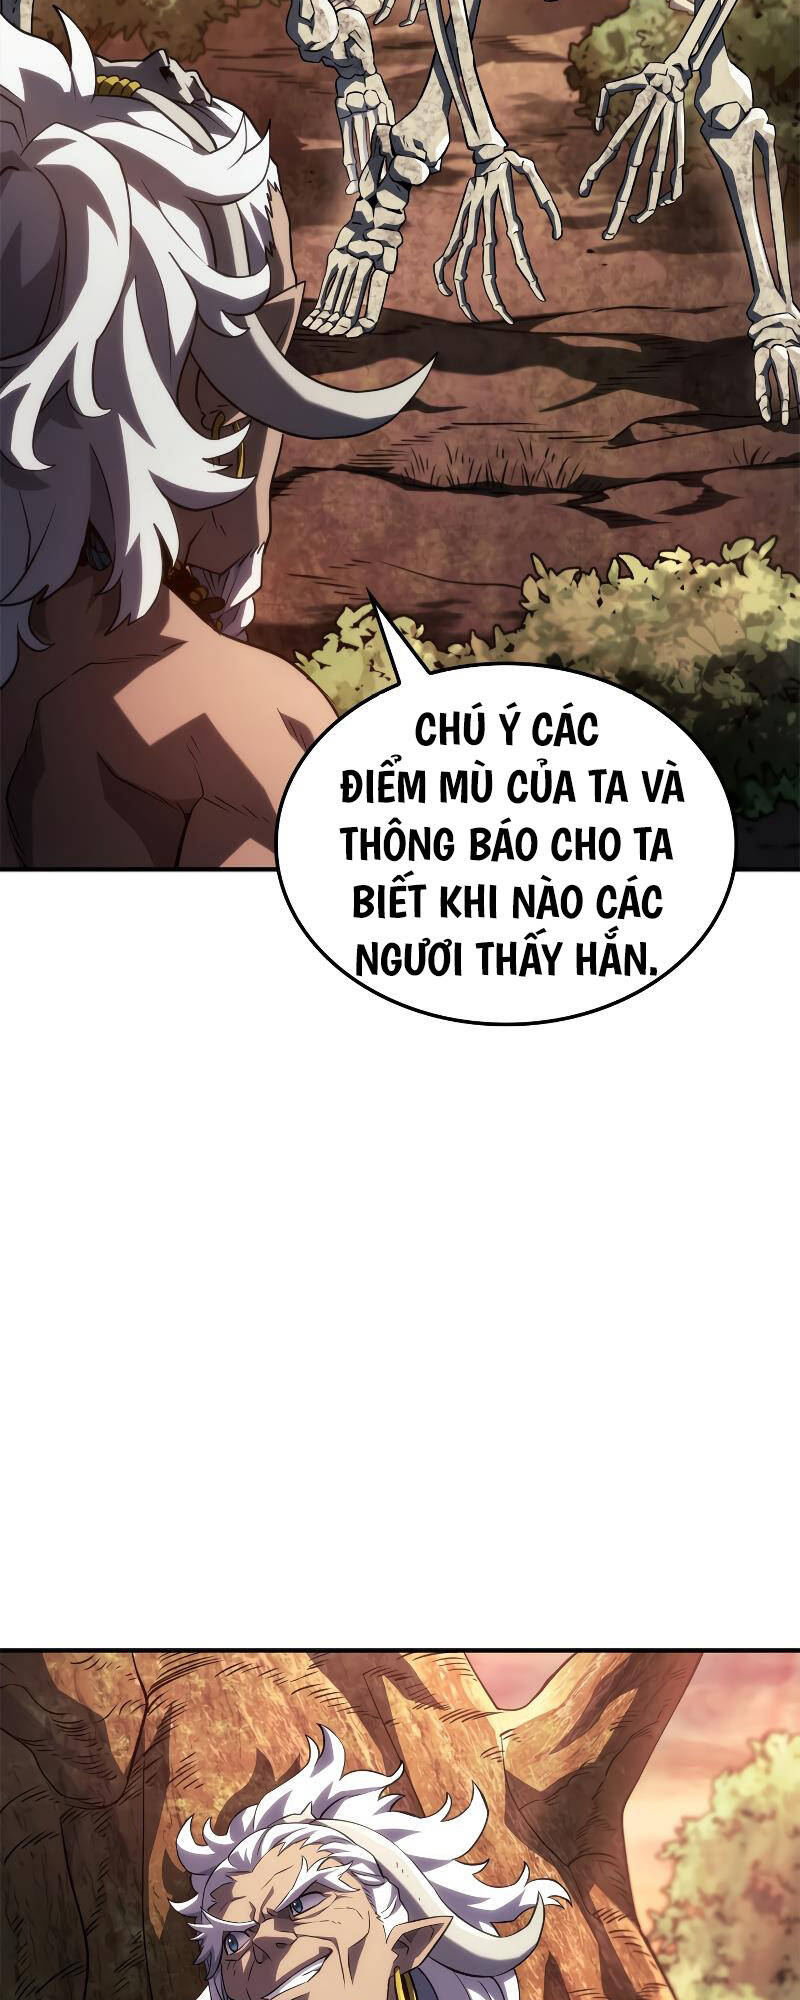 CHÚ Ý CÁC
ĐIỂM MÙ CỦA TA VÀ
THÔNG BÁO CHO TA
BIẾT KHI NÀO CÁC
NGƯƠI THẤY HẮN.